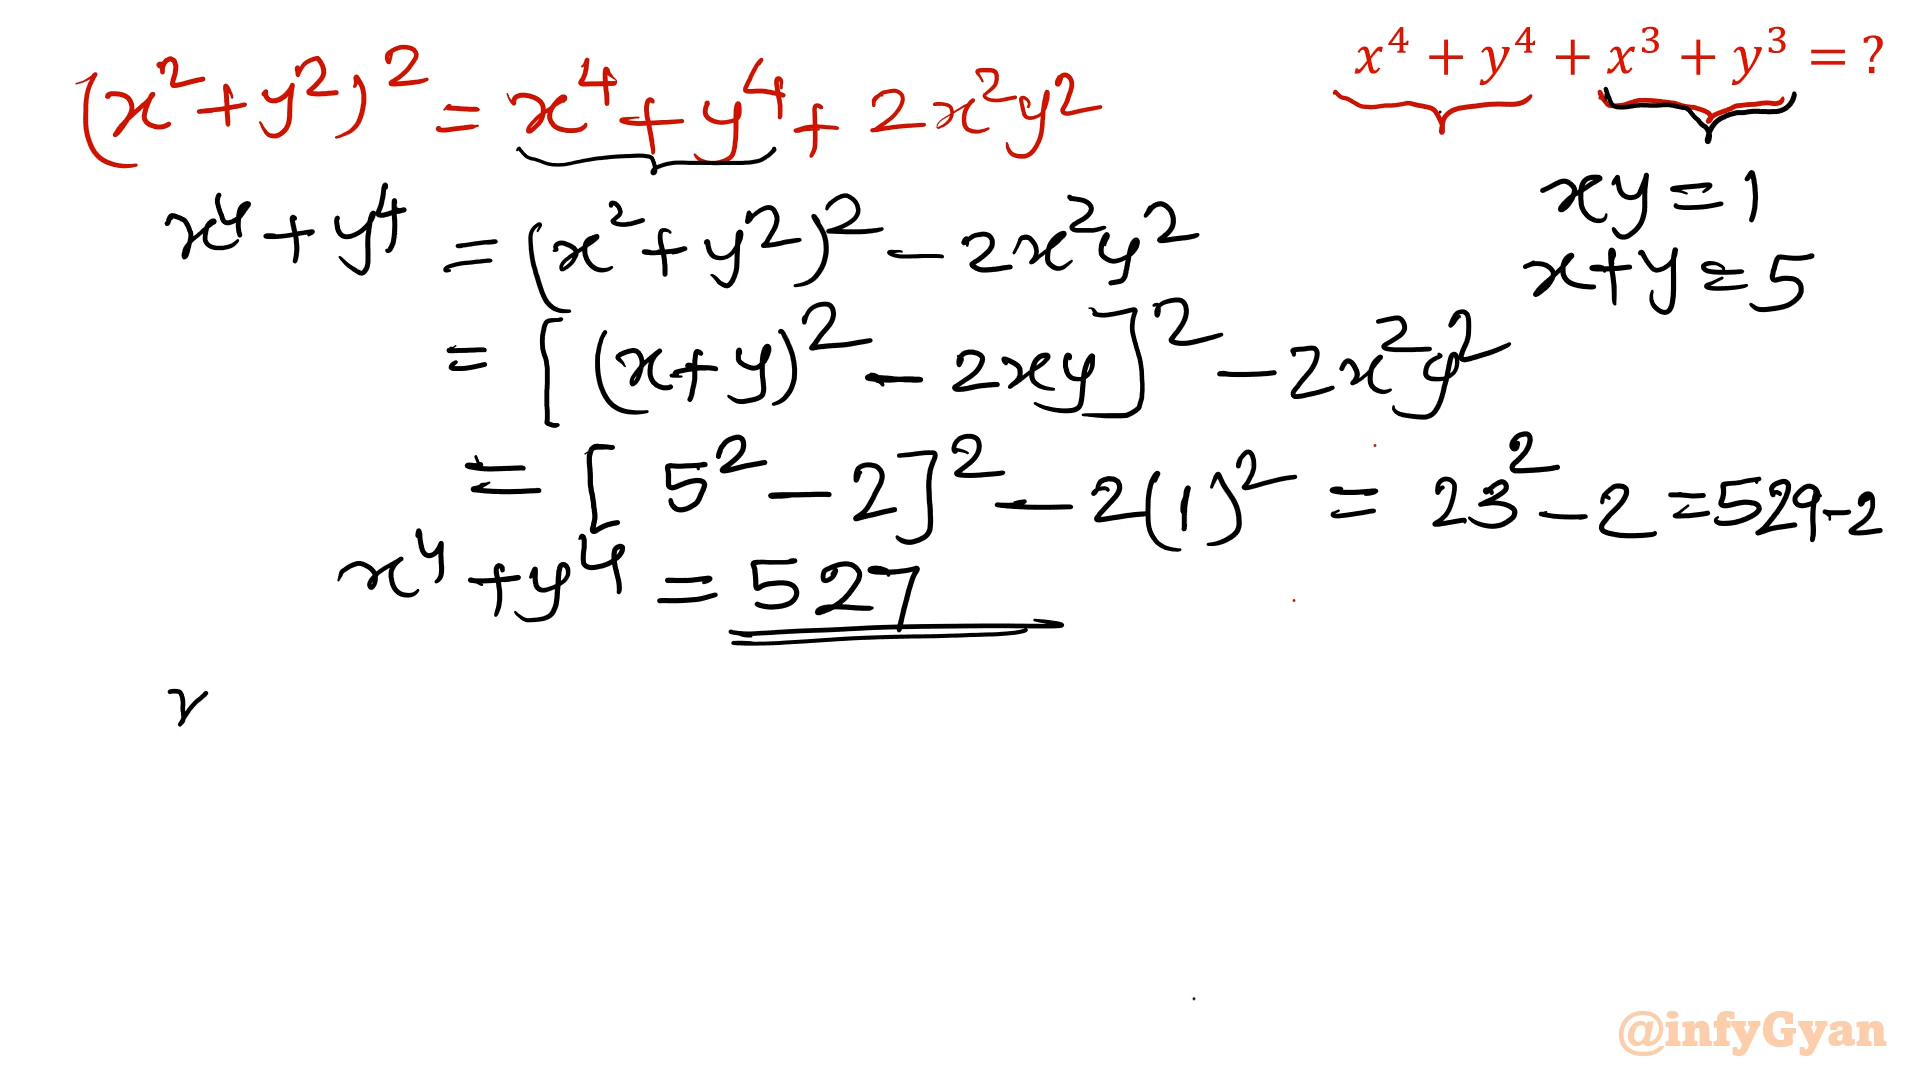 (x² + y²)² = x⁴ + y⁴ + 2x²y²
x⁴ + y⁴ + x³ + y³ = ?
xy = 1
x + y = 5
x⁴ + y⁴ = (x² + y²)² − 2x²y²
= [(x + y)² − 2xy]² − 2x²y²
= [5² − 2]² − 2(1)² = 23² − 2 = 529 − 2
x⁴ + y⁴ = 527
@infyGyan